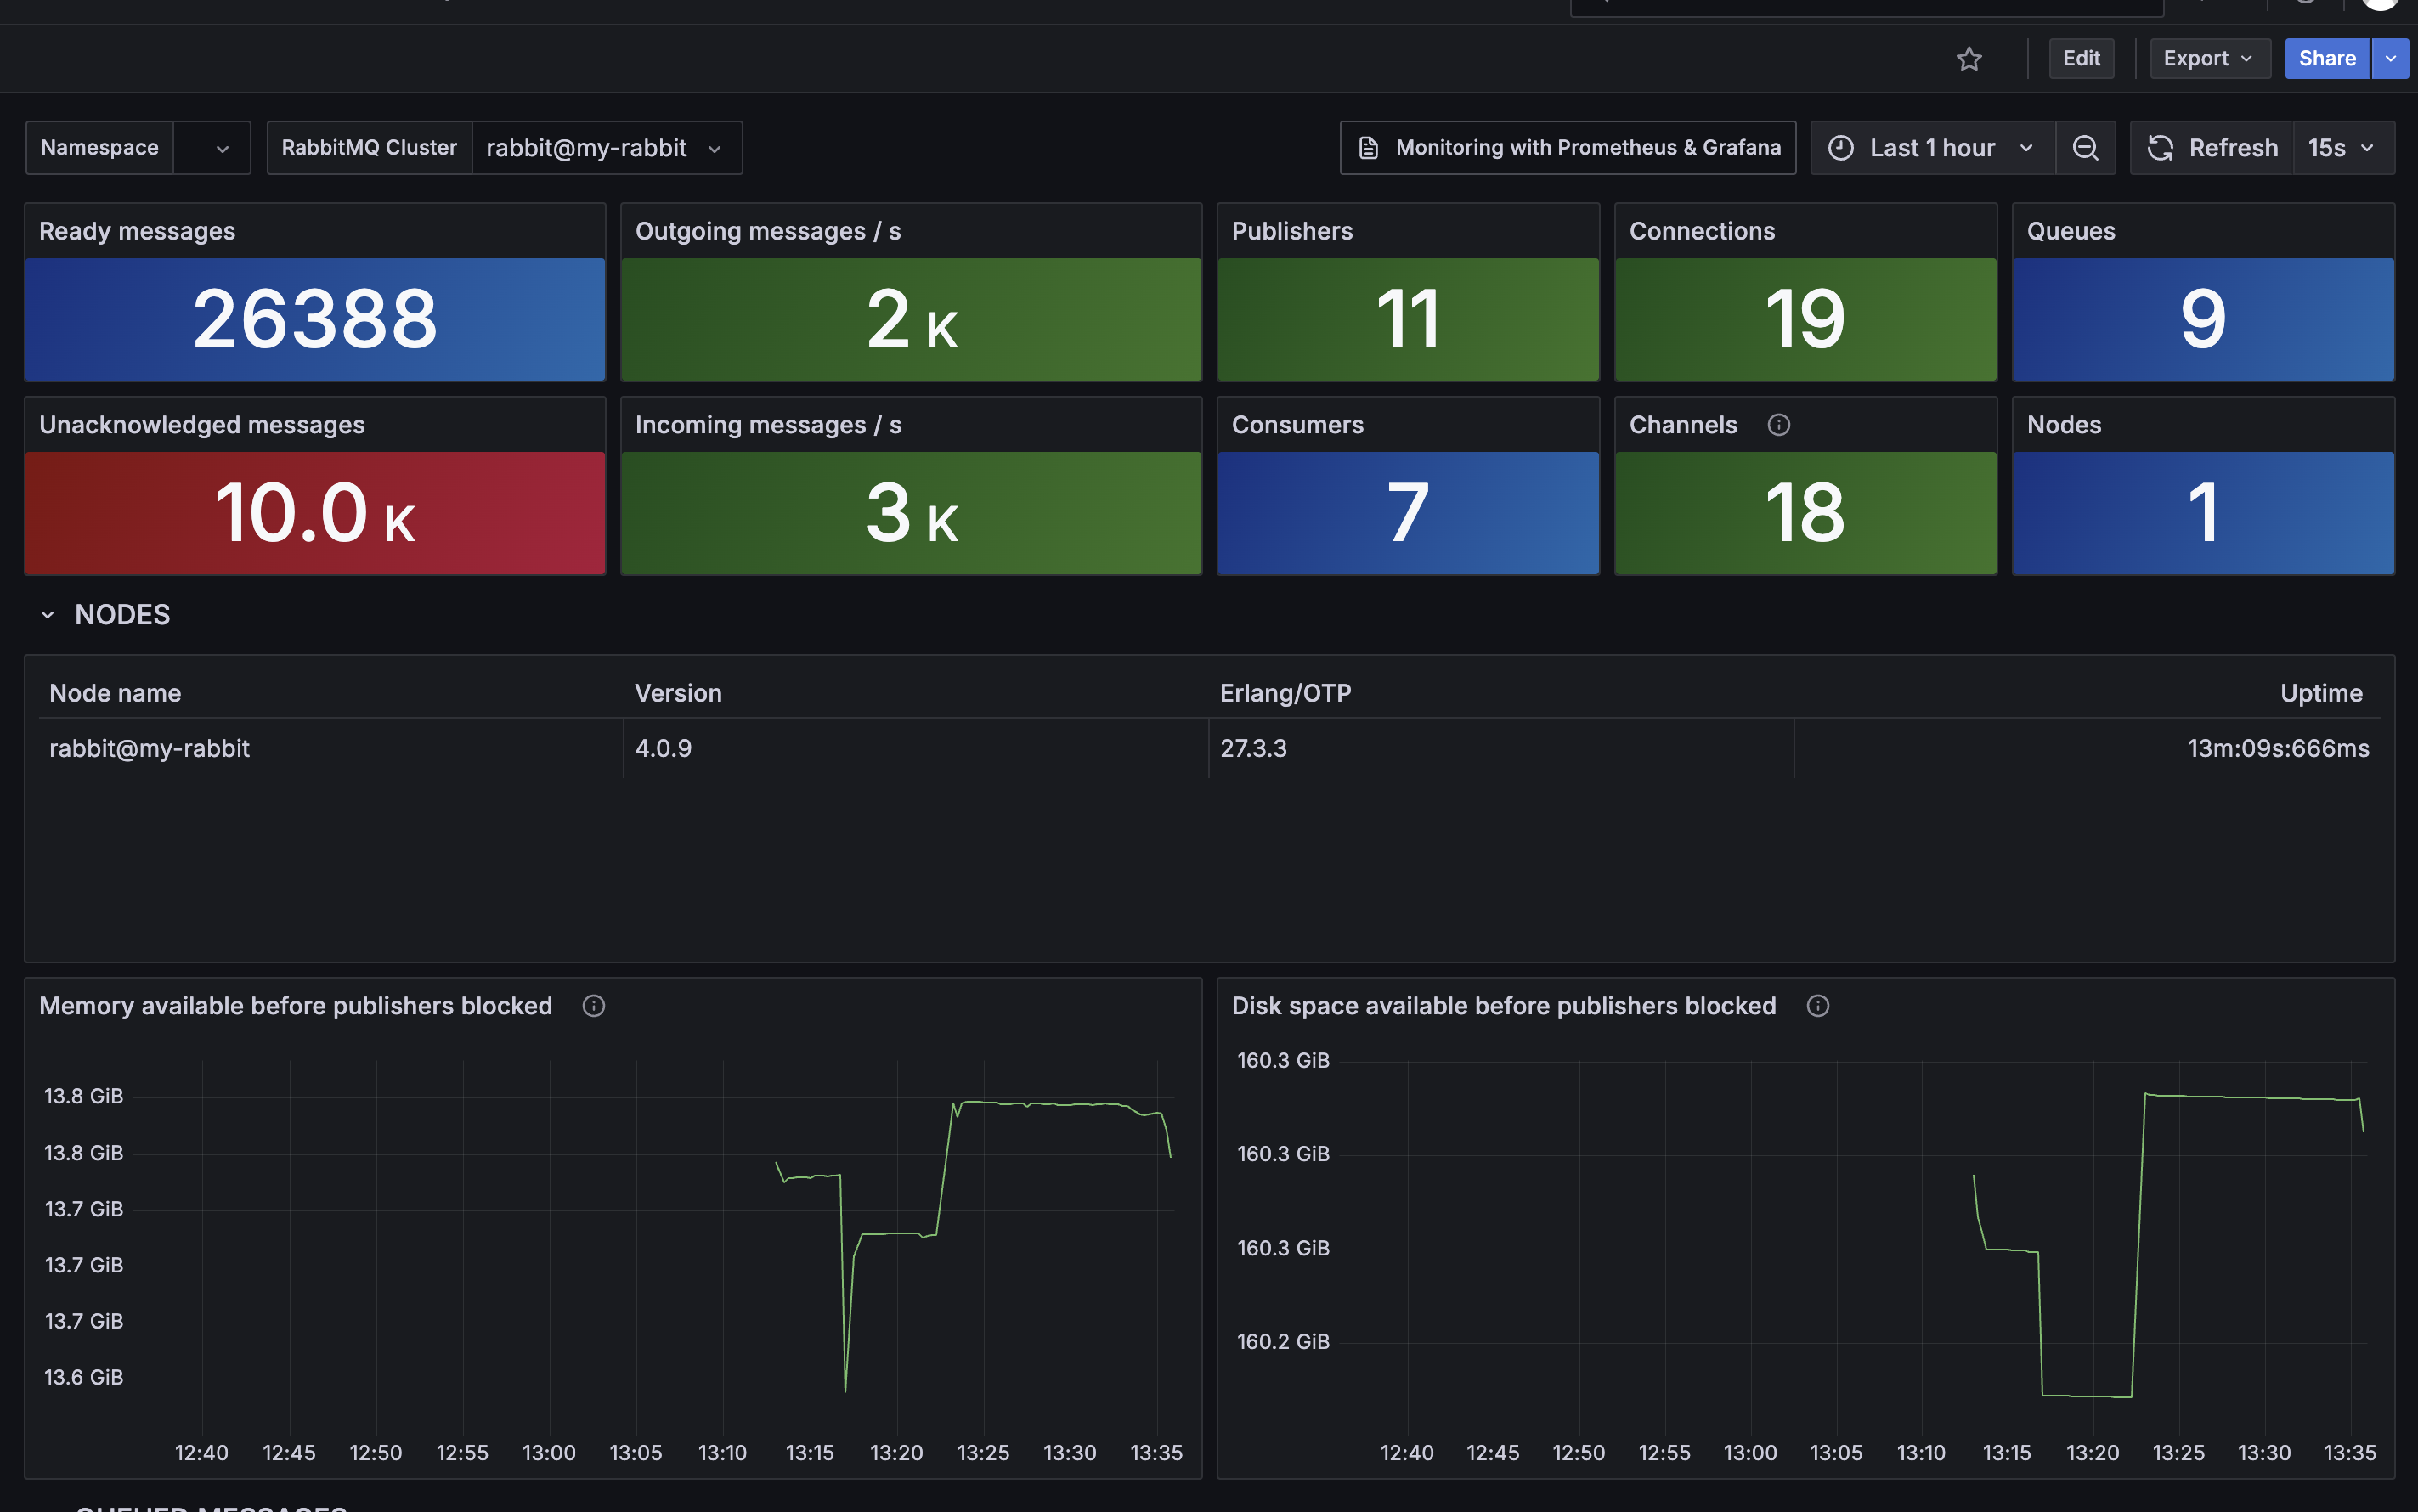 Edit
Export
Share
Namespace
RabbitMQ Cluster
rabbit@my-rabbit
Monitoring with Prometheus & Grafana
Last 1 hour
Refresh
15s
Ready messages
26388
Outgoing messages / s
2 K
Publishers
11
Connections
19
Queues
9
Unacknowledged messages
10.0 K
Incoming messages / s
3 K
Consumers
7
Channels
18
Nodes
1
NODES
Node name Version Erlang/OTP Uptime
rabbit@my-rabbit 4.0.9 27.3.3 13m:09s:666ms
Memory available before publishers blocked
13.8 GiB
13.8 GiB
13.7 GiB
13.7 GiB
13.7 GiB
13.6 GiB
12:40 12:45 12:50 12:55 13:00 13:05 13:10 13:15 13:20 13:25 13:30 13:35
Disk space available before publishers blocked
160.3 GiB
160.3 GiB
160.3 GiB
160.2 GiB
12:40 12:45 12:50 12:55 13:00 13:05 13:10 13:15 13:20 13:25 13:30 13:35
QUEUED MESSAGES